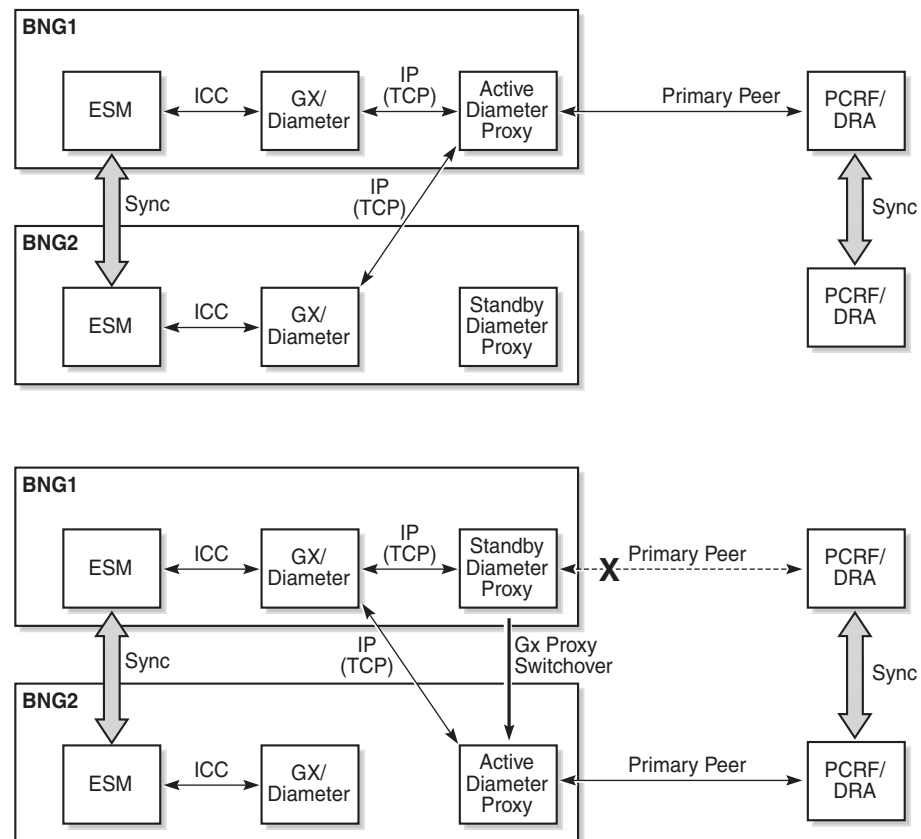 BNG1
ESM
ICC
GX/
Diameter
IP
(TCP)
Active
Diameter
Proxy
Primary Peer
PCRF/
DRA
Sync
IP
(TCP)
Sync
BNG2
ESM
ICC
GX/
Diameter
Standby
Diameter
Proxy
PCRF/
DRA
BNG1
ESM
ICC
GX/
Diameter
IP
(TCP)
Standby
Diameter
Proxy
X
Primary Peer
PCRF/
DRA
Sync
IP
(TCP)
Gx Proxy
Switchover
Sync
BNG2
ESM
ICC
GX/
Diameter
Active
Diameter
Proxy
Primary Peer
PCRF/
DRA